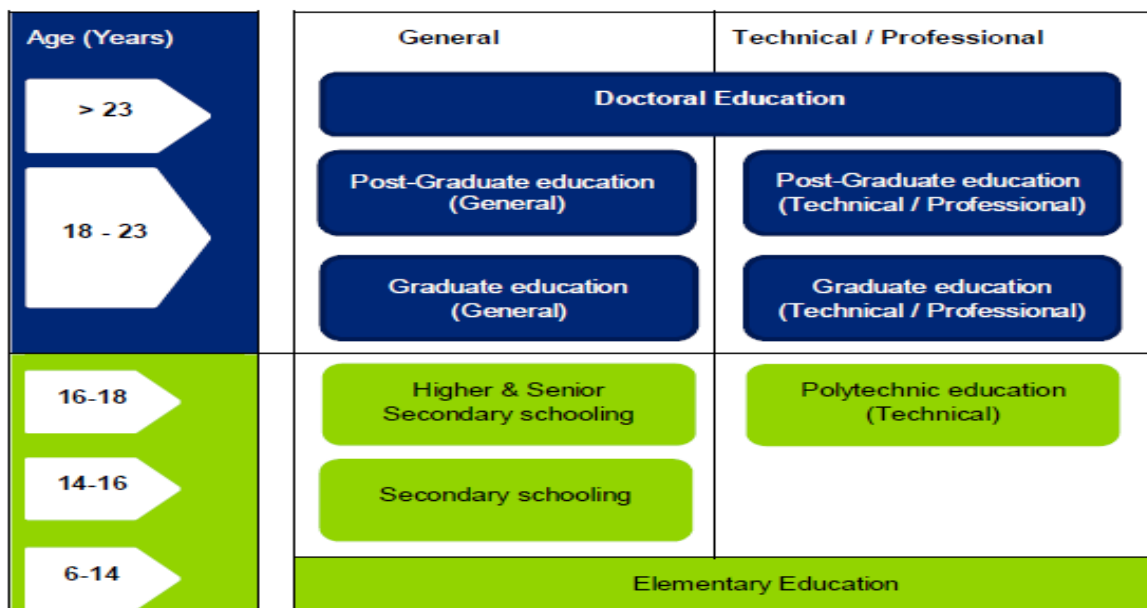 Age (Years)
General
Technical / Professional
> 23
Doctoral Education
18 - 23
Post-Graduate education
(General)
Post-Graduate education
(Technical / Professional)
Graduate education
(General)
Graduate education
(Technical / Professional)
16-18
Higher & Senior
Secondary schooling
Polytechnic education
(Technical)
14-16
Secondary schooling
6-14
Elementary Education